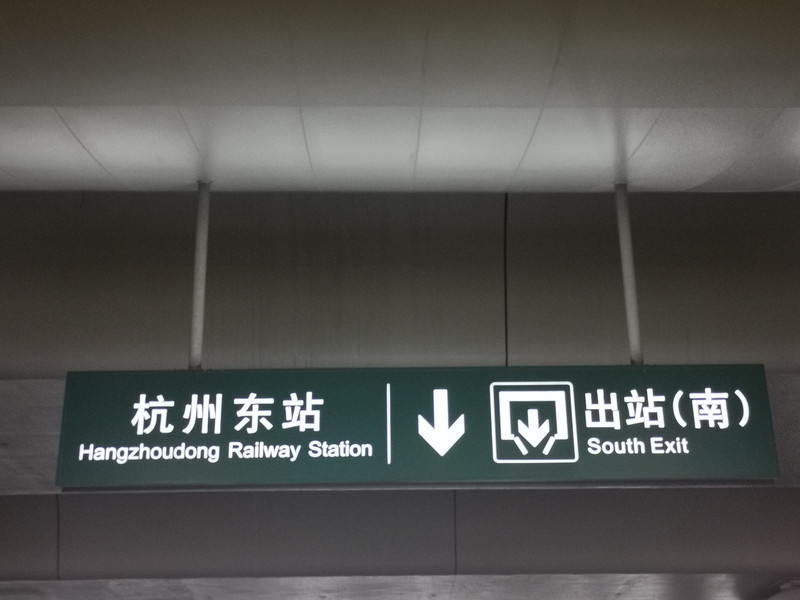 杭州东站
Hangzhoudong Railway Station
出站(南)
South Exit